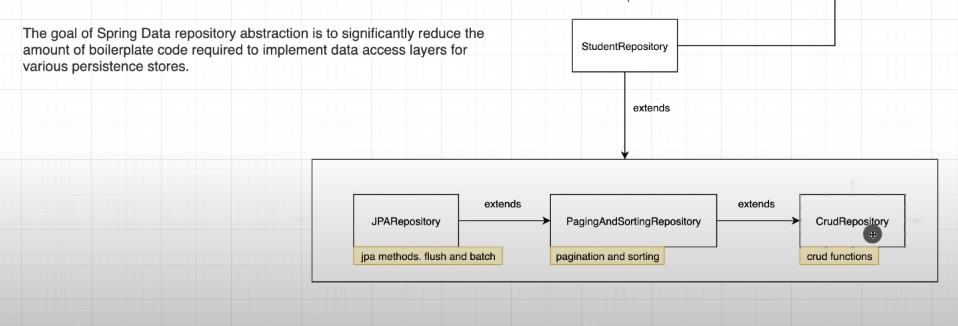 The goal of Spring Data repository abstraction is to significantly reduce the
amount of boilerplate code required to implement data access layers for
various persistence stores.
StudentRepository
extends
JPARepository
extends
PagingAndSortingRepository
extends
CrudRepository
jpa methods. flush and batch
pagination and sorting
crud functions